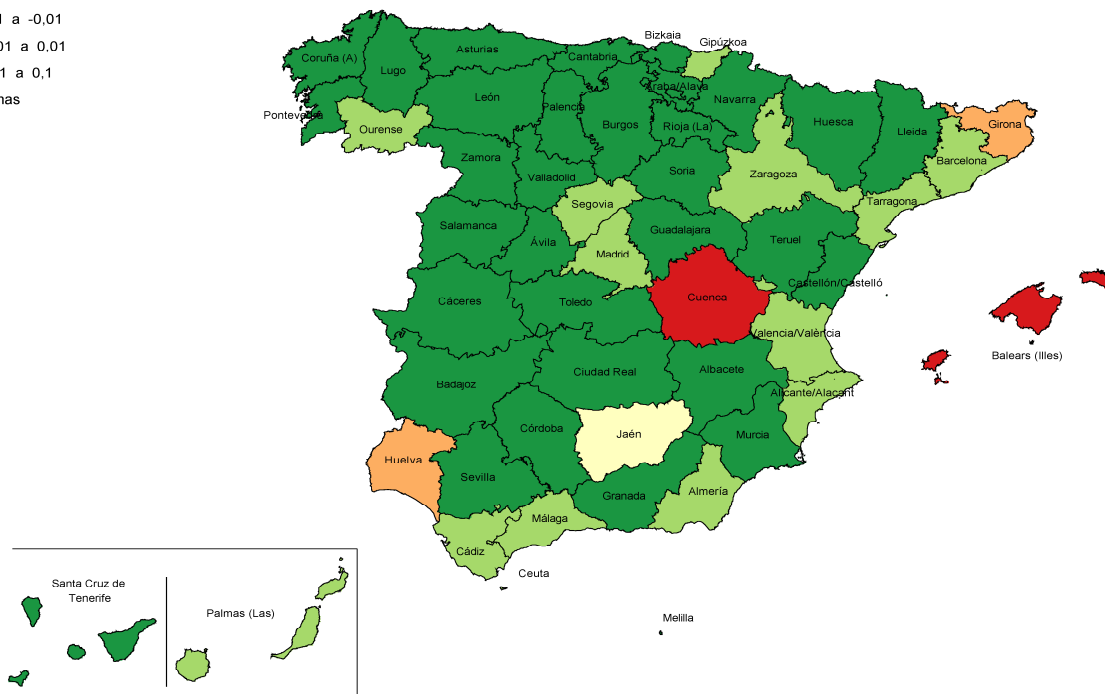 a -0,01
01 a 0,01
1 a 0,1
Bizkaia
Gipúzkoa
Asturias
Cantabria
Coruña (A)
Lugo
Araba/Álava
Navarra
León
Palencia
Burgos
Rioja (La)
Huesca
Lleida
Girona
Pontevedra
Ourense
Barcelona
Zamora
Valladolid
Soria
Zaragoza
Tarragona
Segovia
Salamanca
Ávila
Guadalajara
Teruel
Madrid
Castellón/Castelló
Cáceres
Toledo
Cuenca
Valencia/València
Balears (Illes)
Badajoz
Ciudad Real
Albacete
Alicante/Alacant
Córdoba
Jaén
Murcia
Huelva
Sevilla
Granada
Almería
Málaga
Cádiz
Ceuta
Melilla
Santa Cruz de
Tenerife
Palmas (Las)